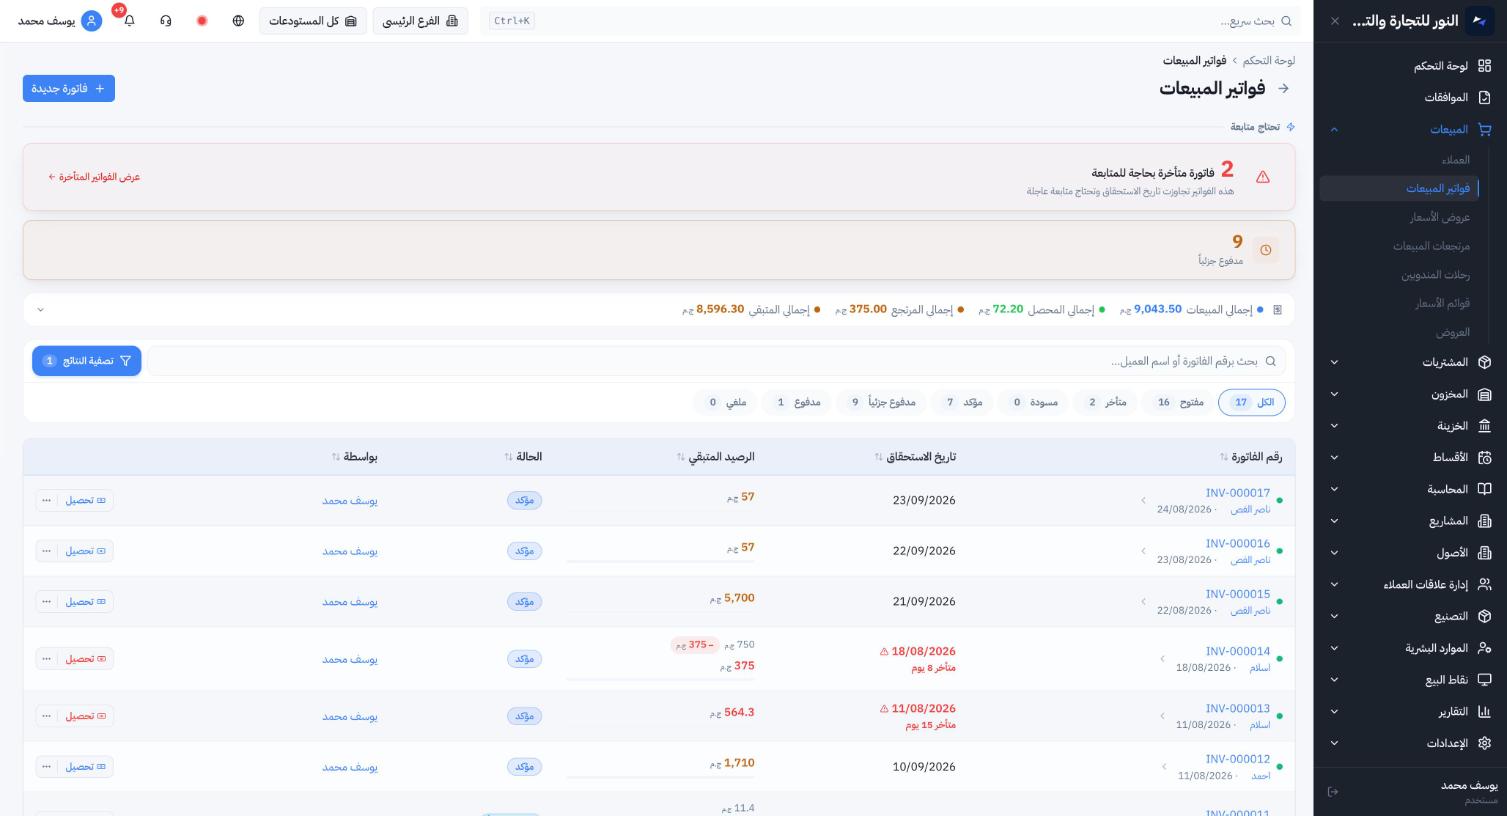 النور للتجارة والتـ...
لوحة التحكم
الموافقات
المبيعات
العملاء
فواتير المبيعات
عروض الأسعار
مرتجعات المبيعات
رحلات المندوبين
قوائم الأسعار
العروض
المشتريات
المخزون
الخزينة
الأقساط
المحاسبة
المشاريع
الأصول
إدارة علاقات العملاء
التصنيع
الموارد البشرية
نقاط البيع
التقارير
الإعدادات
يوسف محمد
مستخدم
بحث سريع... Ctrl+K
الفرع الرئيسى
كل المستودعات
+9
يوسف محمد
لوحة التحكم › فواتير المبيعات
فواتير المبيعات
+ فاتورة جديدة
تحتاج متابعة
2 فاتورة متأخرة بحاجة للمتابعة
هذه الفواتير تجاوزت تاريخ الاستحقاق وتحتاج متابعة عاجلة
عرض الفواتير المتأخرة ←
9
مدفوع جزئياً
إجمالي المبيعات 9,043.50 ج.م إجمالي المحصل 72.20 ج.م إجمالي المرتجع 375.00 ج.م إجمالي المتبقي 8,596.30 ج.م
بحث برقم الفاتورة أو اسم العميل...
تصفية النتائج 1
الكل 17 مفتوح 16 متأخر 2 مسودة 0 مؤكد 7 مدفوع جزئياً 9 مدفوع 1 ملغي 0
رقم الفاتورة تاريخ الاستحقاق الرصيد المتبقي الحالة بواسطة
INV-000017 23/09/2026 57 ج.م مؤكد يوسف محمد تحصيل ...
ناصر القص · 24/08/2026
INV-000016 22/09/2026 57 ج.م مؤكد يوسف محمد تحصيل ...
ناصر القص · 23/08/2026
INV-000015 21/09/2026 5,700 ج.م مؤكد يوسف محمد تحصيل ...
ناصر القص · 22/08/2026
750 ج.م −375 ج.م
INV-000014 18/08/2026 375 ج.م مؤكد يوسف محمد تحصيل ...
اسلام · 18/08/2026 متأخر 8 يوم
INV-000013 11/08/2026 564.3 ج.م مؤكد يوسف محمد تحصيل ...
اسلام · 11/08/2026 متأخر 15 يوم
INV-000012 10/09/2026 1,710 ج.م مؤكد يوسف محمد تحصيل ...
احمد · 11/08/2026
11.4 ج.م
INV-000011